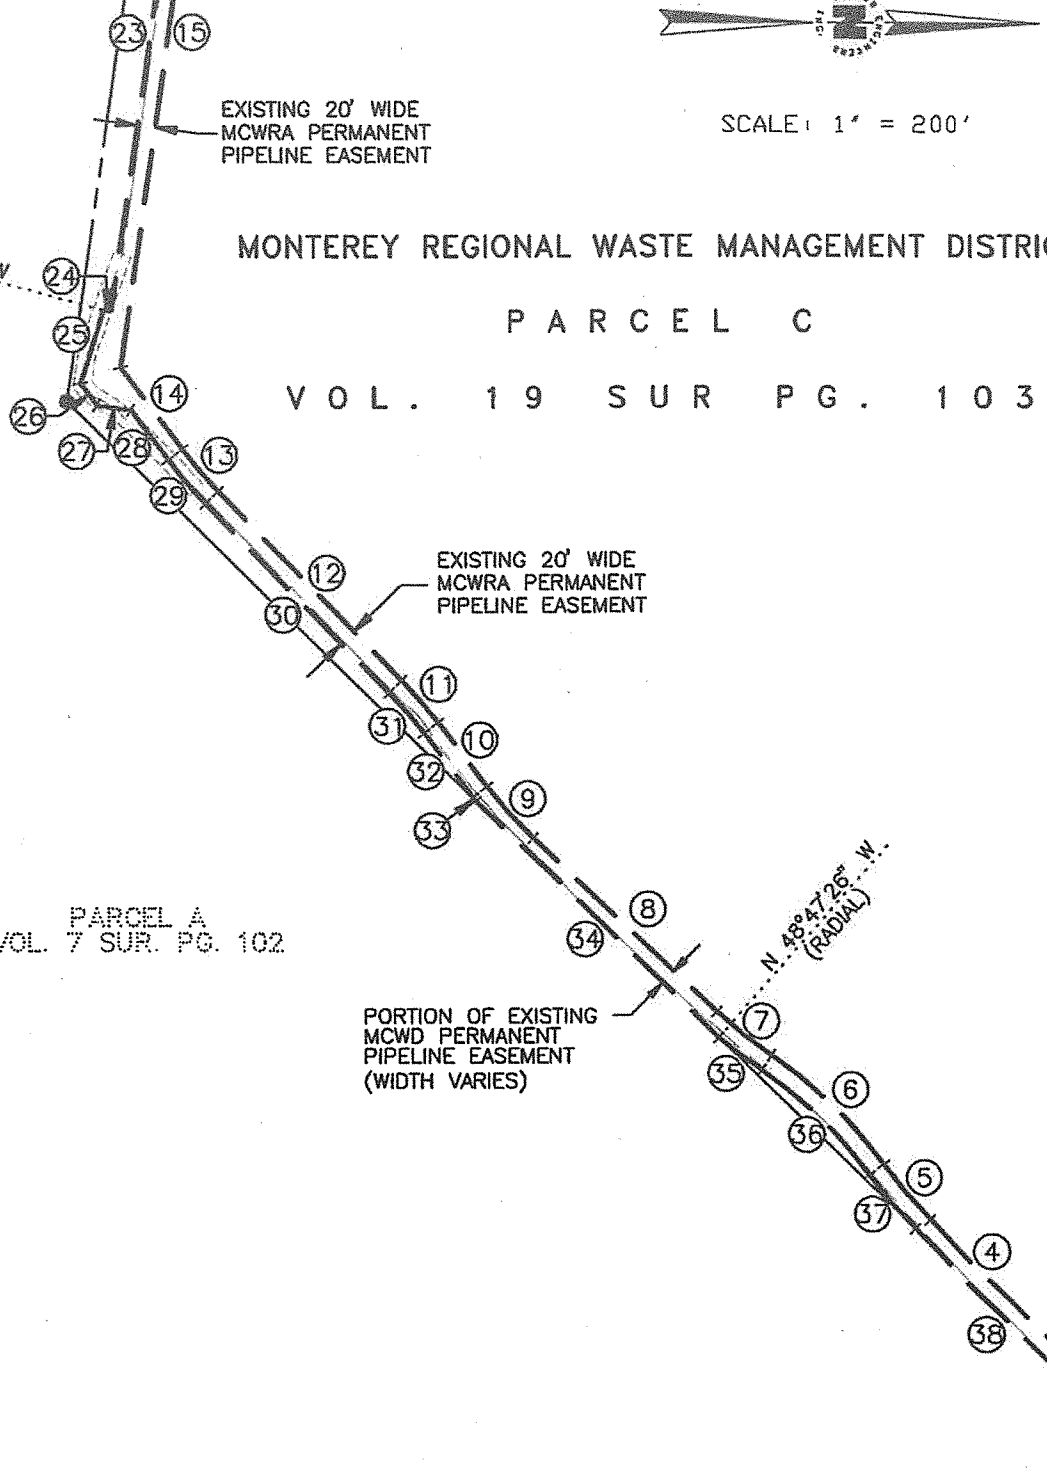 23
15
N
ENGINEERS
EXISTING 20' WIDE
MCWRA PERMANENT
PIPELINE EASEMENT
SCALE: 1" = 200'
MONTEREY REGIONAL WASTE MANAGEMENT
W
24
PARCEL C
25
14
VOL. 19 SUR PG. 103
26
27
28
13
29
EXISTING 20' WIDE
MCWRA PERMANENT
PIPELINE EASEMENT
12
30
11
31
10
32
9
33
N 48°47'26" W
(RADIAL)
8
PARCEL A
VOL. 7 SUR. PG. 102
34
PORTION OF EXISTING
MCWD PERMANENT
PIPELINE EASEMENT
(WIDTH VARIES)
7
35
6
36
5
37
4
38